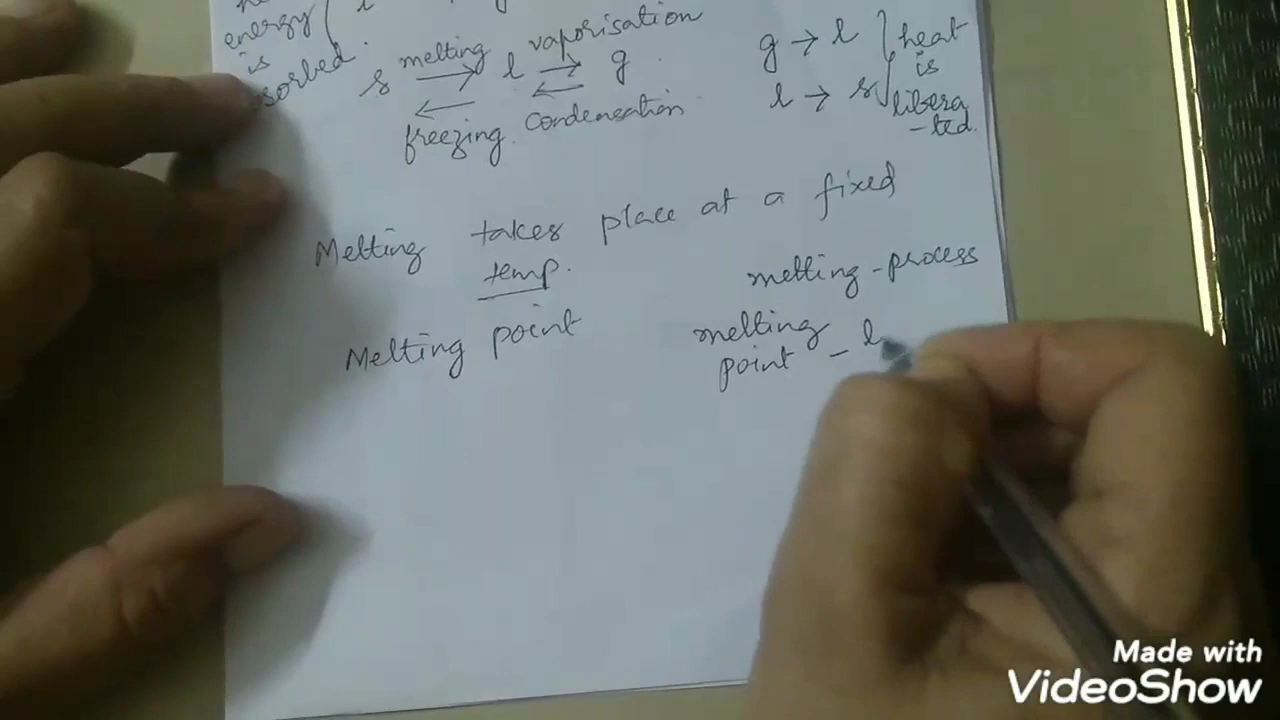 energy
is
s melting l vaporisation g
freezing condensation
g → l } heat
is
l → s libera
-ted.
Melting takes place at a fixed
temp.
melting - process
Melting point
melting
point -
Made with
VideoShow